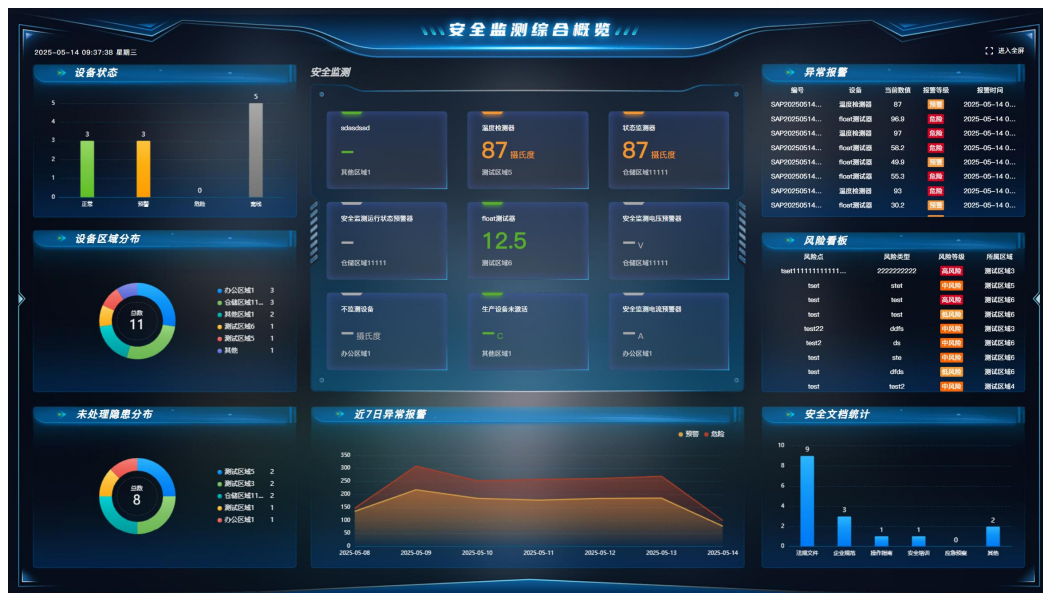 安全监测综合概览
2025-05-14 09:37:38 星期三
进入全屏
设备状态
5
4
3
2
1
0
3
3
0
5
正常
预警
危险
离线
设备区域分布
总数
11
办公区域1 3
仓储区域11... 3
其他区域1 2
测试区域6 1
测试区域5 1
其他 1
未处理隐患分布
总数
8
测试区域5 2
测试区域3 2
仓储区域11... 2
测试区域1 1
办公区域1 1
安全监测
sdasdsad
其他区域1
温度检测器
87 摄氏度
测试区域5
状态监测器
87 摄氏度
仓储区域11111
安全监测运行状态预警器
仓储区域11111
float测试器
12.5
测试区域6
安全监测电压预警器
V
仓储区域11111
不监测设备
摄氏度
办公区域1
生产设备未激活
C
其他区域1
安全监测电流预警器
A
办公区域1
近7日异常报警
预警 危险
350
300
250
200
150
100
50
0
2025-05-08 2025-05-09 2025-05-10 2025-05-11 2025-05-12 2025-05-13 2025-05-14
异常报警
编号 设备 当前数值 报警等级 报警时间
SAP20250514... 温度检测器 87 预警 2025-05-14 0...
SAP20250514... float测试器 96.9 危险 2025-05-14 0...
SAP20250514... 温度检测器 97 危险 2025-05-14 0...
SAP20250514... float测试器 58.2 危险 2025-05-14 0...
SAP20250514... float测试器 49.9 预警 2025-05-14 0...
SAP20250514... float测试器 55.3 危险 2025-05-14 0...
SAP20250514... 温度检测器 93 危险 2025-05-14 0...
SAP20250514... float测试器 30.2 预警 2025-05-14 0...
风险看板
风险点 风险类型 风险等级 所属区域
tset111111111111... 2222222222 高风险 测试区域3
tset stet 中风险 测试区域5
test test 高风险 测试区域6
test test 低风险 测试区域6
test22 ddfs 中风险 测试区域3
test2 ds 中风险 测试区域6
test ste 中风险 测试区域6
test dfds 低风险 测试区域6
test test2 中风险 测试区域4
安全文档统计
10
8
6
4
2
0
9
3
1
1
0
2
法规文件
企业规范
操作指南
安全培训
应急预案
其他